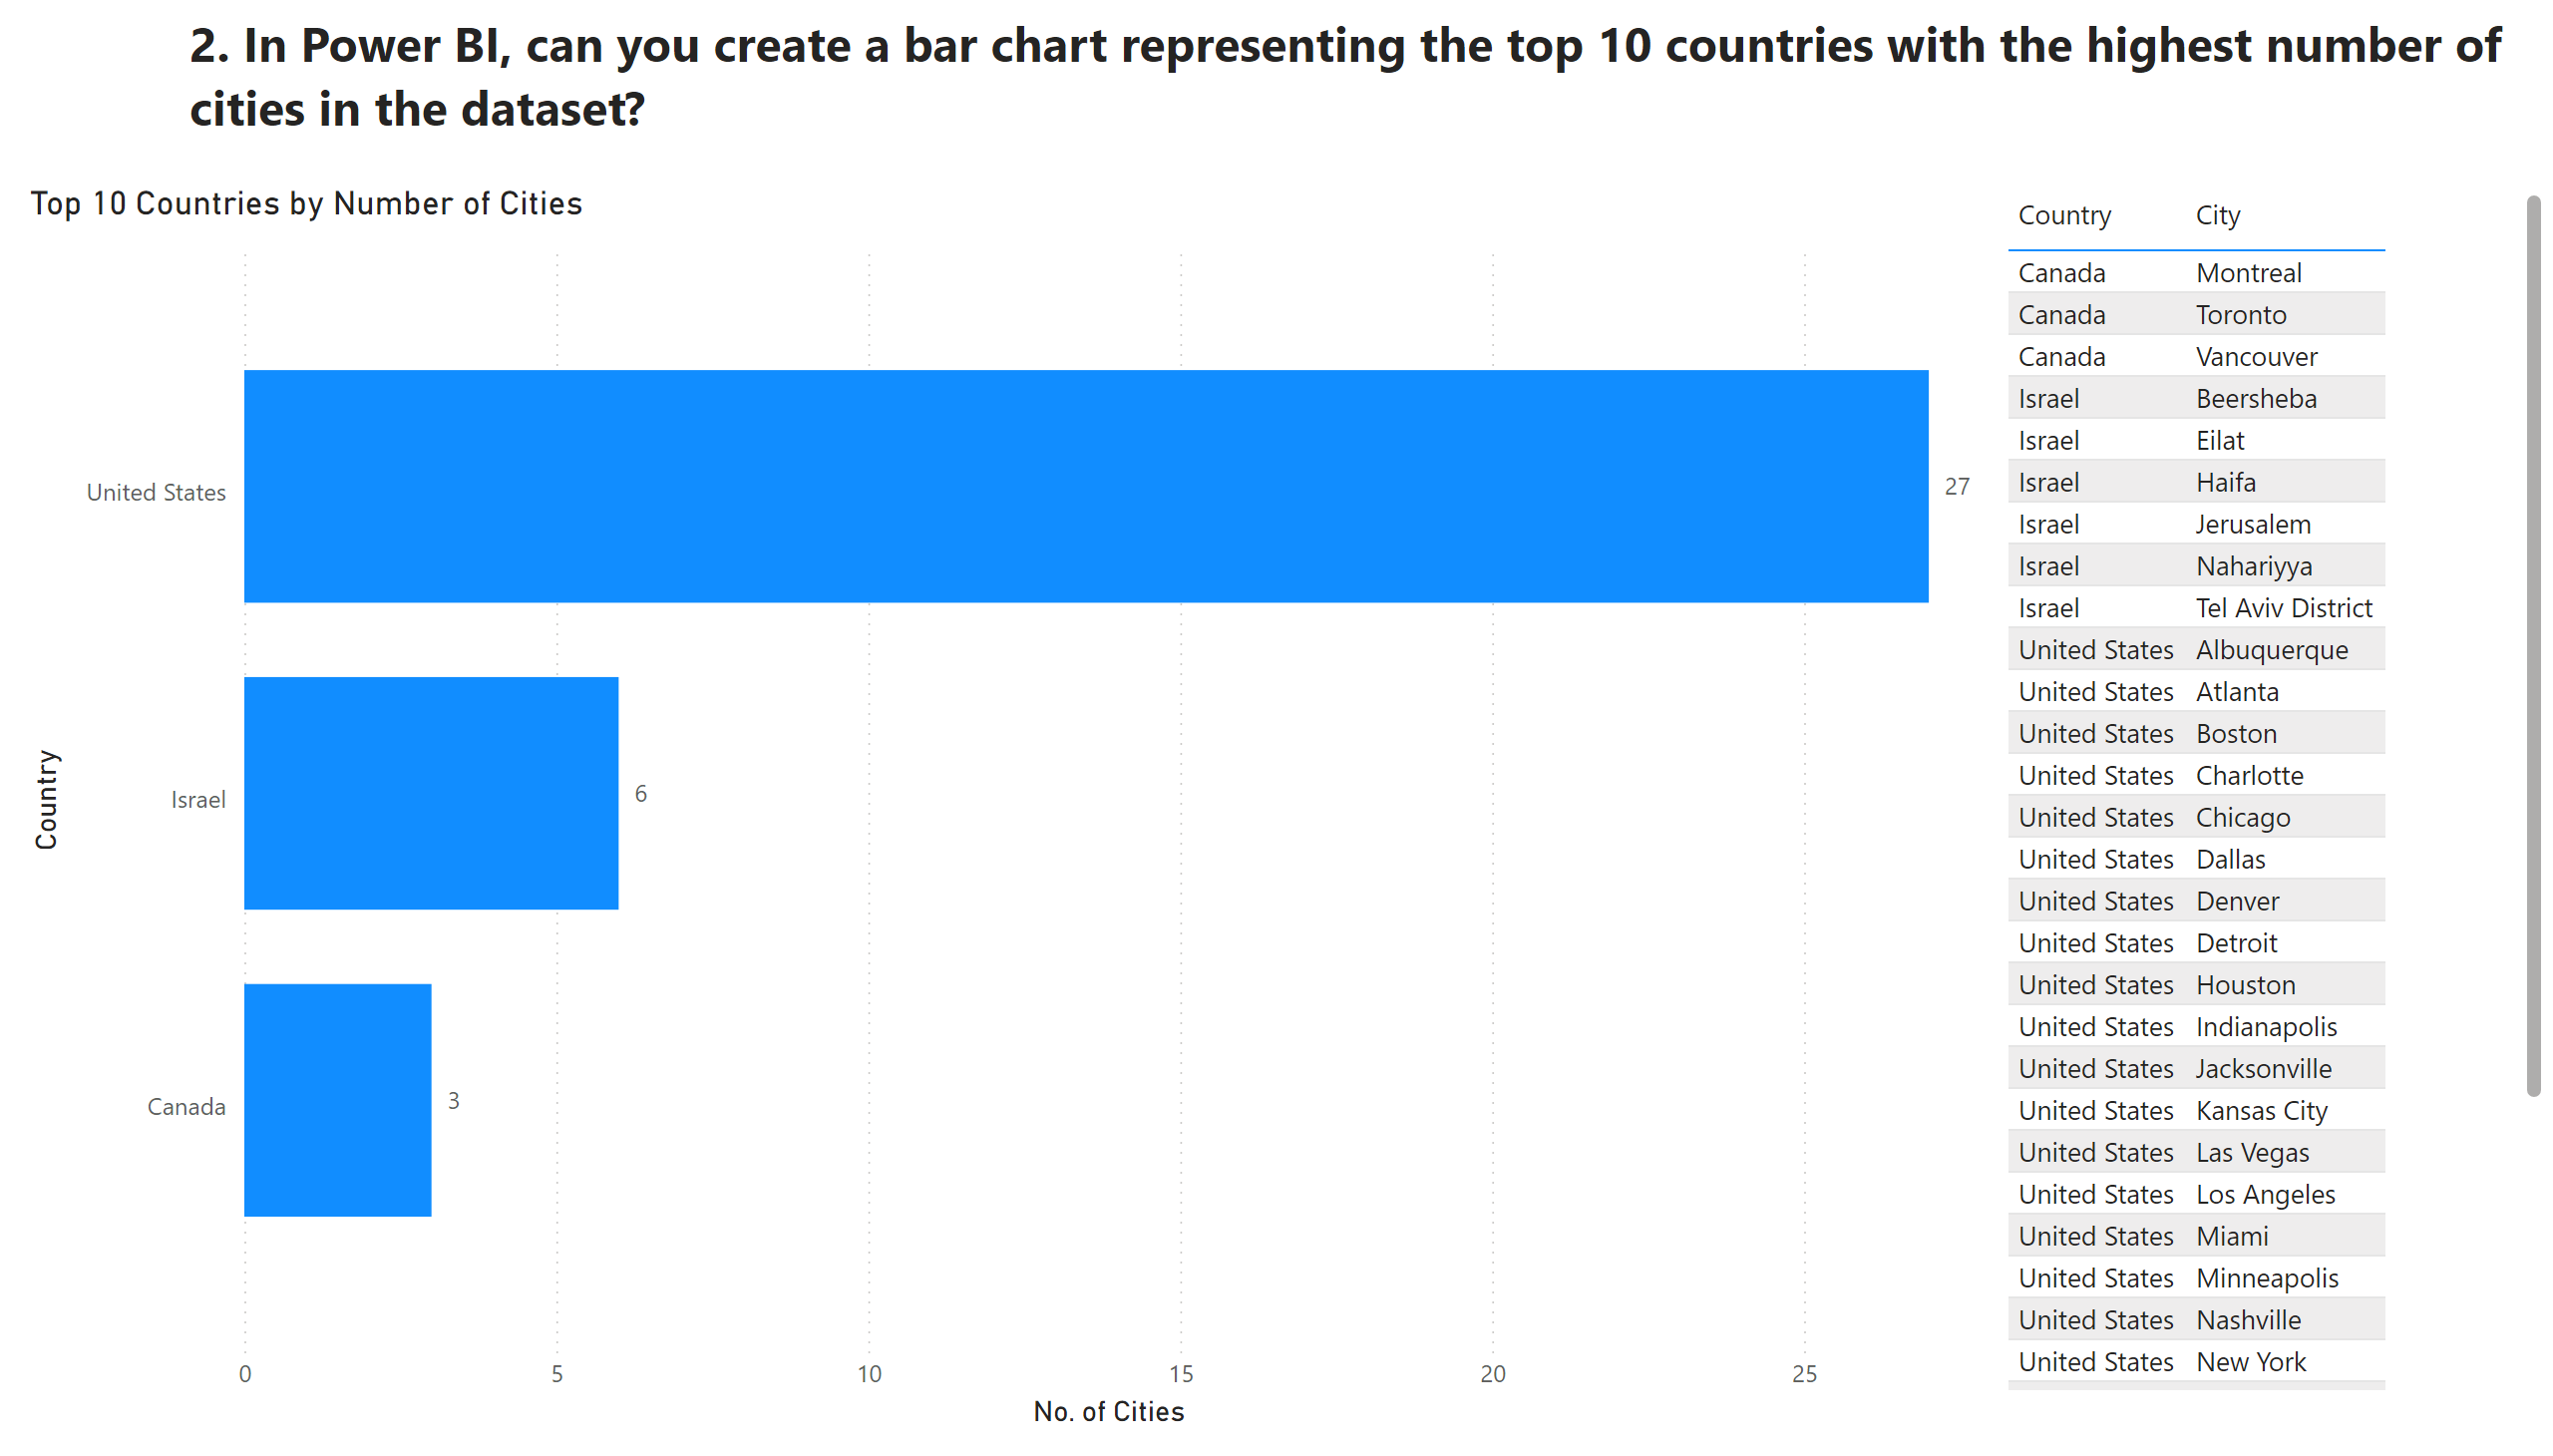 2. In Power BI, can you create a bar chart representing the top 10 countries with the highest number of
cities in the dataset?
Top 10 Countries by Number of Cities
United States
27
Israel
6
Canada
3
Country
0 5 10 15 20 25
No. of Cities
Country City
Canada Montreal
Canada Toronto
Canada Vancouver
Israel Beersheba
Israel Eilat
Israel Haifa
Israel Jerusalem
Israel Nahariyya
Israel Tel Aviv District
United States Albuquerque
United States Atlanta
United States Boston
United States Charlotte
United States Chicago
United States Dallas
United States Denver
United States Detroit
United States Houston
United States Indianapolis
United States Jacksonville
United States Kansas City
United States Las Vegas
United States Los Angeles
United States Miami
United States Minneapolis
United States Nashville
United States New York